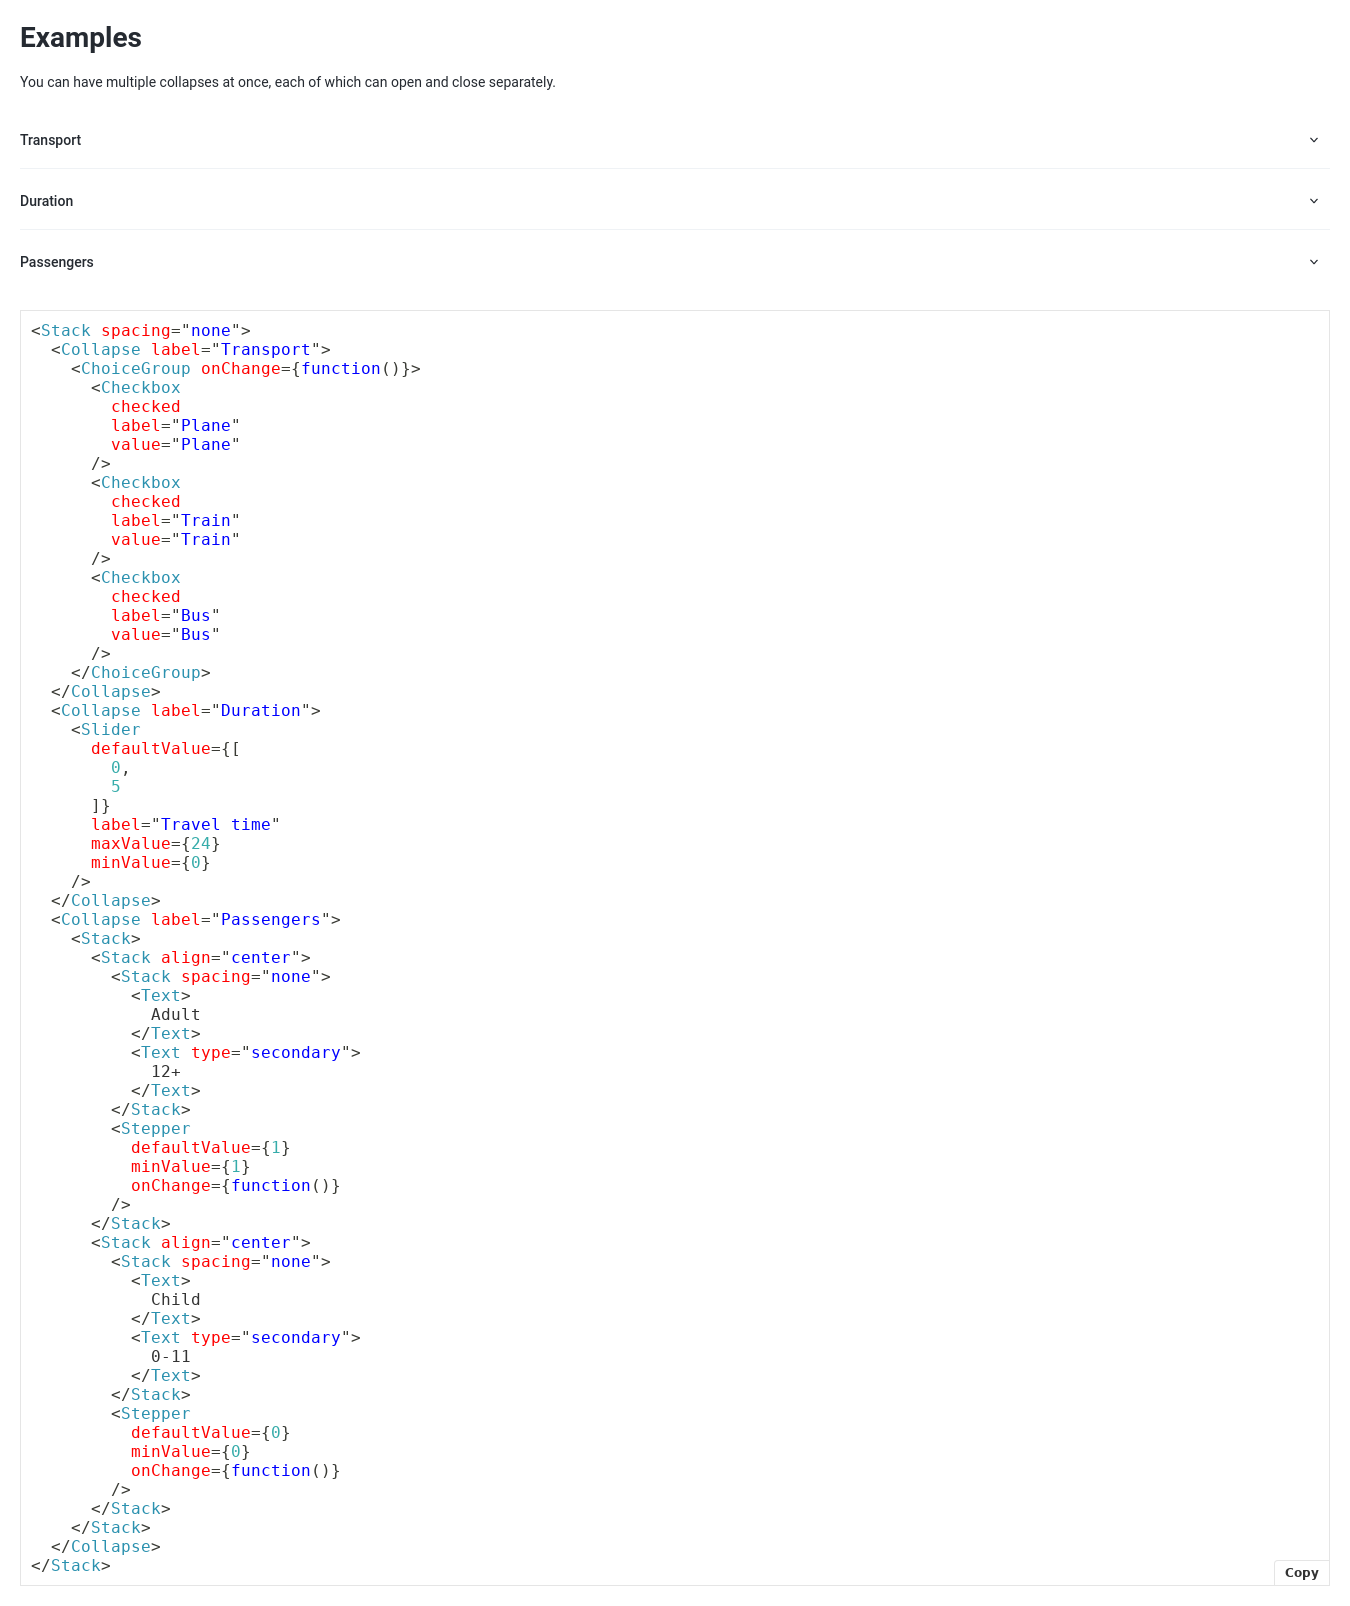 Examples
You can have multiple collapses at once, each of which can open and close separately.
Transport
Duration
Passengers
<Stack spacing="none">
  <Collapse label="Transport">
    <ChoiceGroup onChange={function()}>
      <Checkbox
        checked
        label="Plane"
        value="Plane"
      />
      <Checkbox
        checked
        label="Train"
        value="Train"
      />
      <Checkbox
        checked
        label="Bus"
        value="Bus"
      />
    </ChoiceGroup>
  </Collapse>
  <Collapse label="Duration">
    <Slider
      defaultValue={[
        0,
        5
      ]}
      label="Travel time"
      maxValue={24}
      minValue={0}
    />
  </Collapse>
  <Collapse label="Passengers">
    <Stack>
      <Stack align="center">
        <Stack spacing="none">
          <Text>
            Adult
          </Text>
          <Text type="secondary">
            12+
          </Text>
        </Stack>
        <Stepper
          defaultValue={1}
          minValue={1}
          onChange={function()}
        />
      </Stack>
      <Stack align="center">
        <Stack spacing="none">
          <Text>
            Child
          </Text>
          <Text type="secondary">
            0-11
          </Text>
        </Stack>
        <Stepper
          defaultValue={0}
          minValue={0}
          onChange={function()}
        />
      </Stack>
    </Stack>
  </Collapse>
</Stack>
Copy